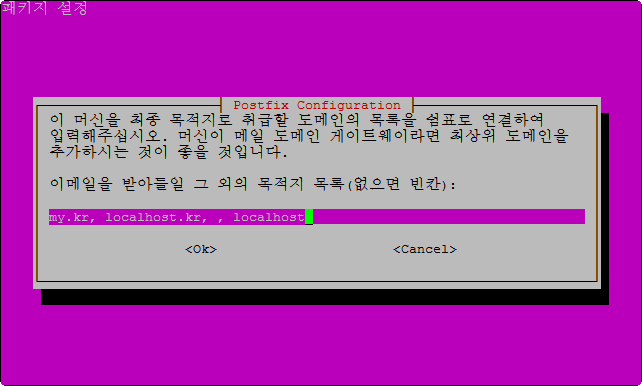 패키지 설정
Postfix Configuration
이 머신을 최종 목적지로 취급할 도메인의 목록을 쉼표로 연결하여
입력해주십시오. 머신이 메일 도메인 게이트웨이라면 최상위 도메인을
추가하시는 것이 좋을 것입니다.
이메일을 받아들일 그 외의 목적지 목록(없으면 빈칸):
my.kr, localhost.kr, , localhost
<Ok> <Cancel>